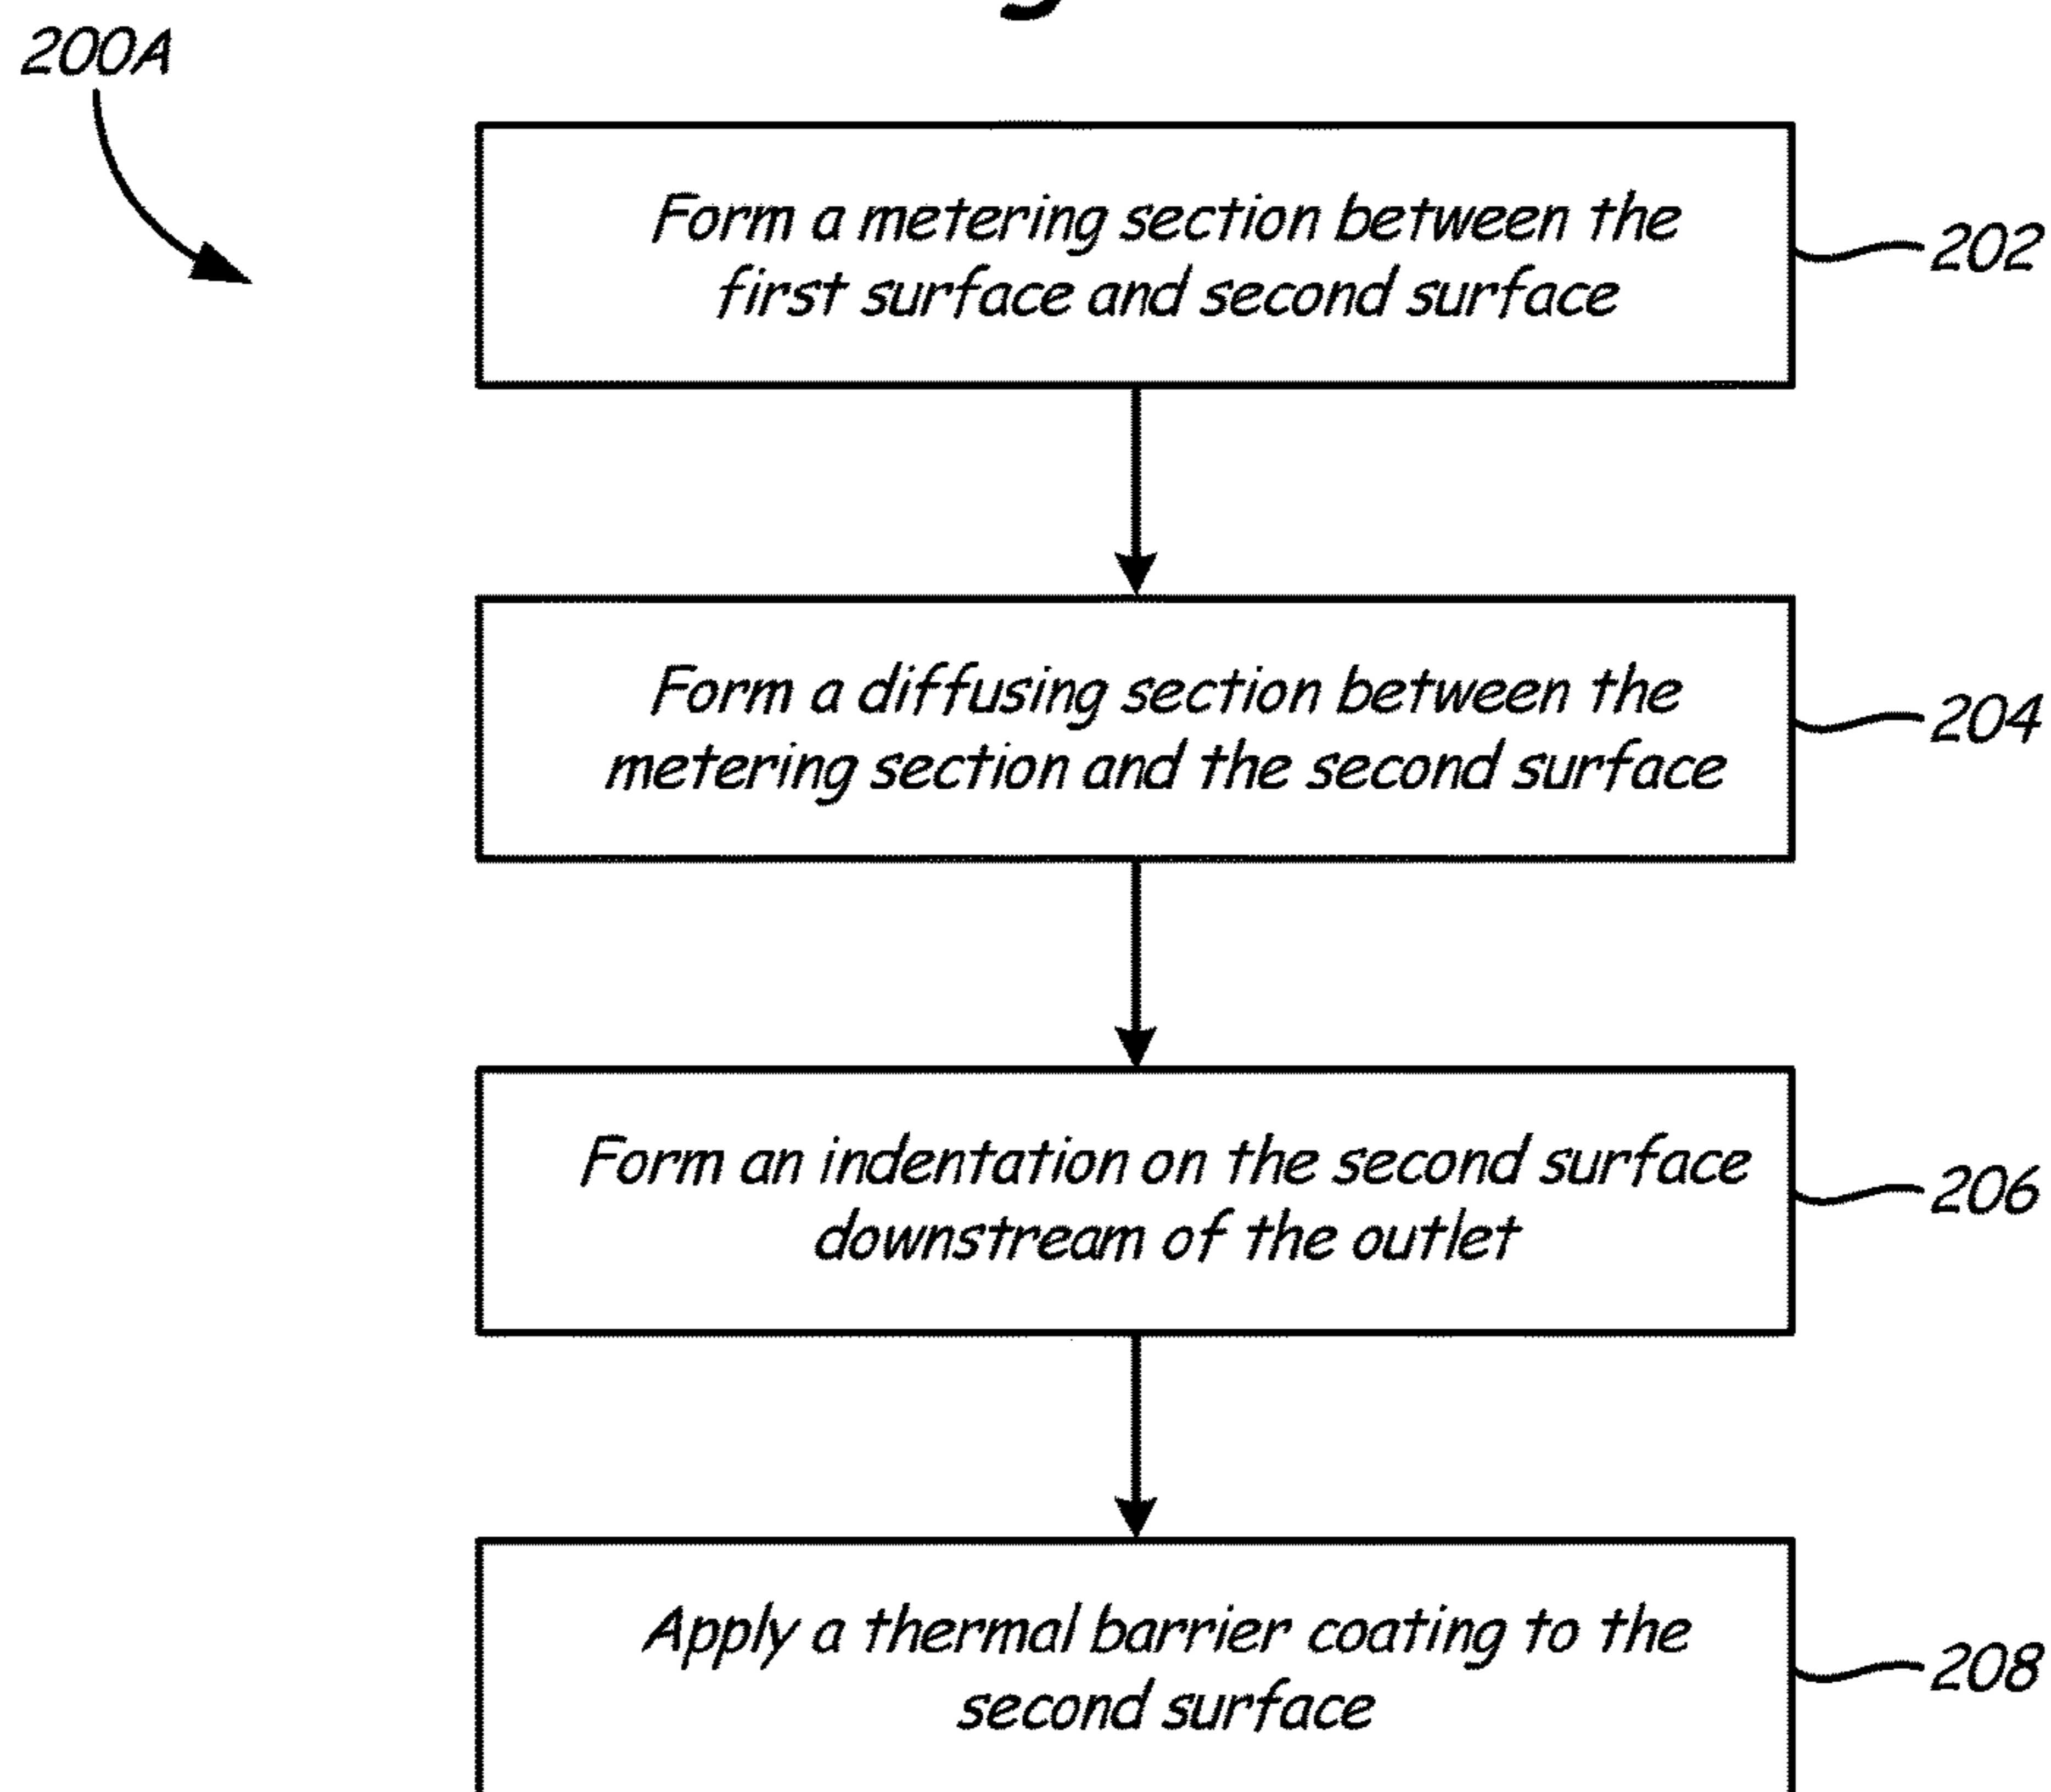 200A
Form a metering section between the
first surface and second surface
202
Form a diffusing section between the
metering section and the second surface
204
Form an indentation on the second surface
downstream of the outlet
206
Apply a thermal barrier coating to the
second surface
208